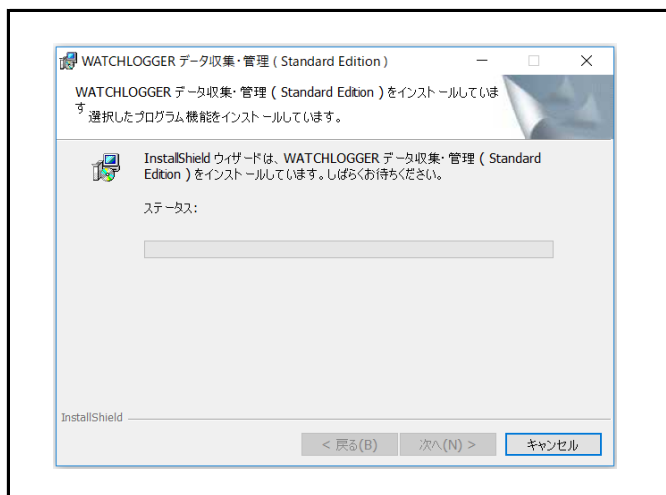 WATCHLOGGER データ収集・管理 ( Standard Edition )
WATCHLOGGER データ収集・管理 ( Standard Edition ) をインストールしていま
す
選択したプログラム機能をインストールしています。
InstallShield ウィザードは、WATCHLOGGER データ収集・管理 ( Standard
Edition ) をインストールしています。しばらくお待ちください。
ステータス:
InstallShield
< 戻る(B)
次へ(N) >
キャンセル